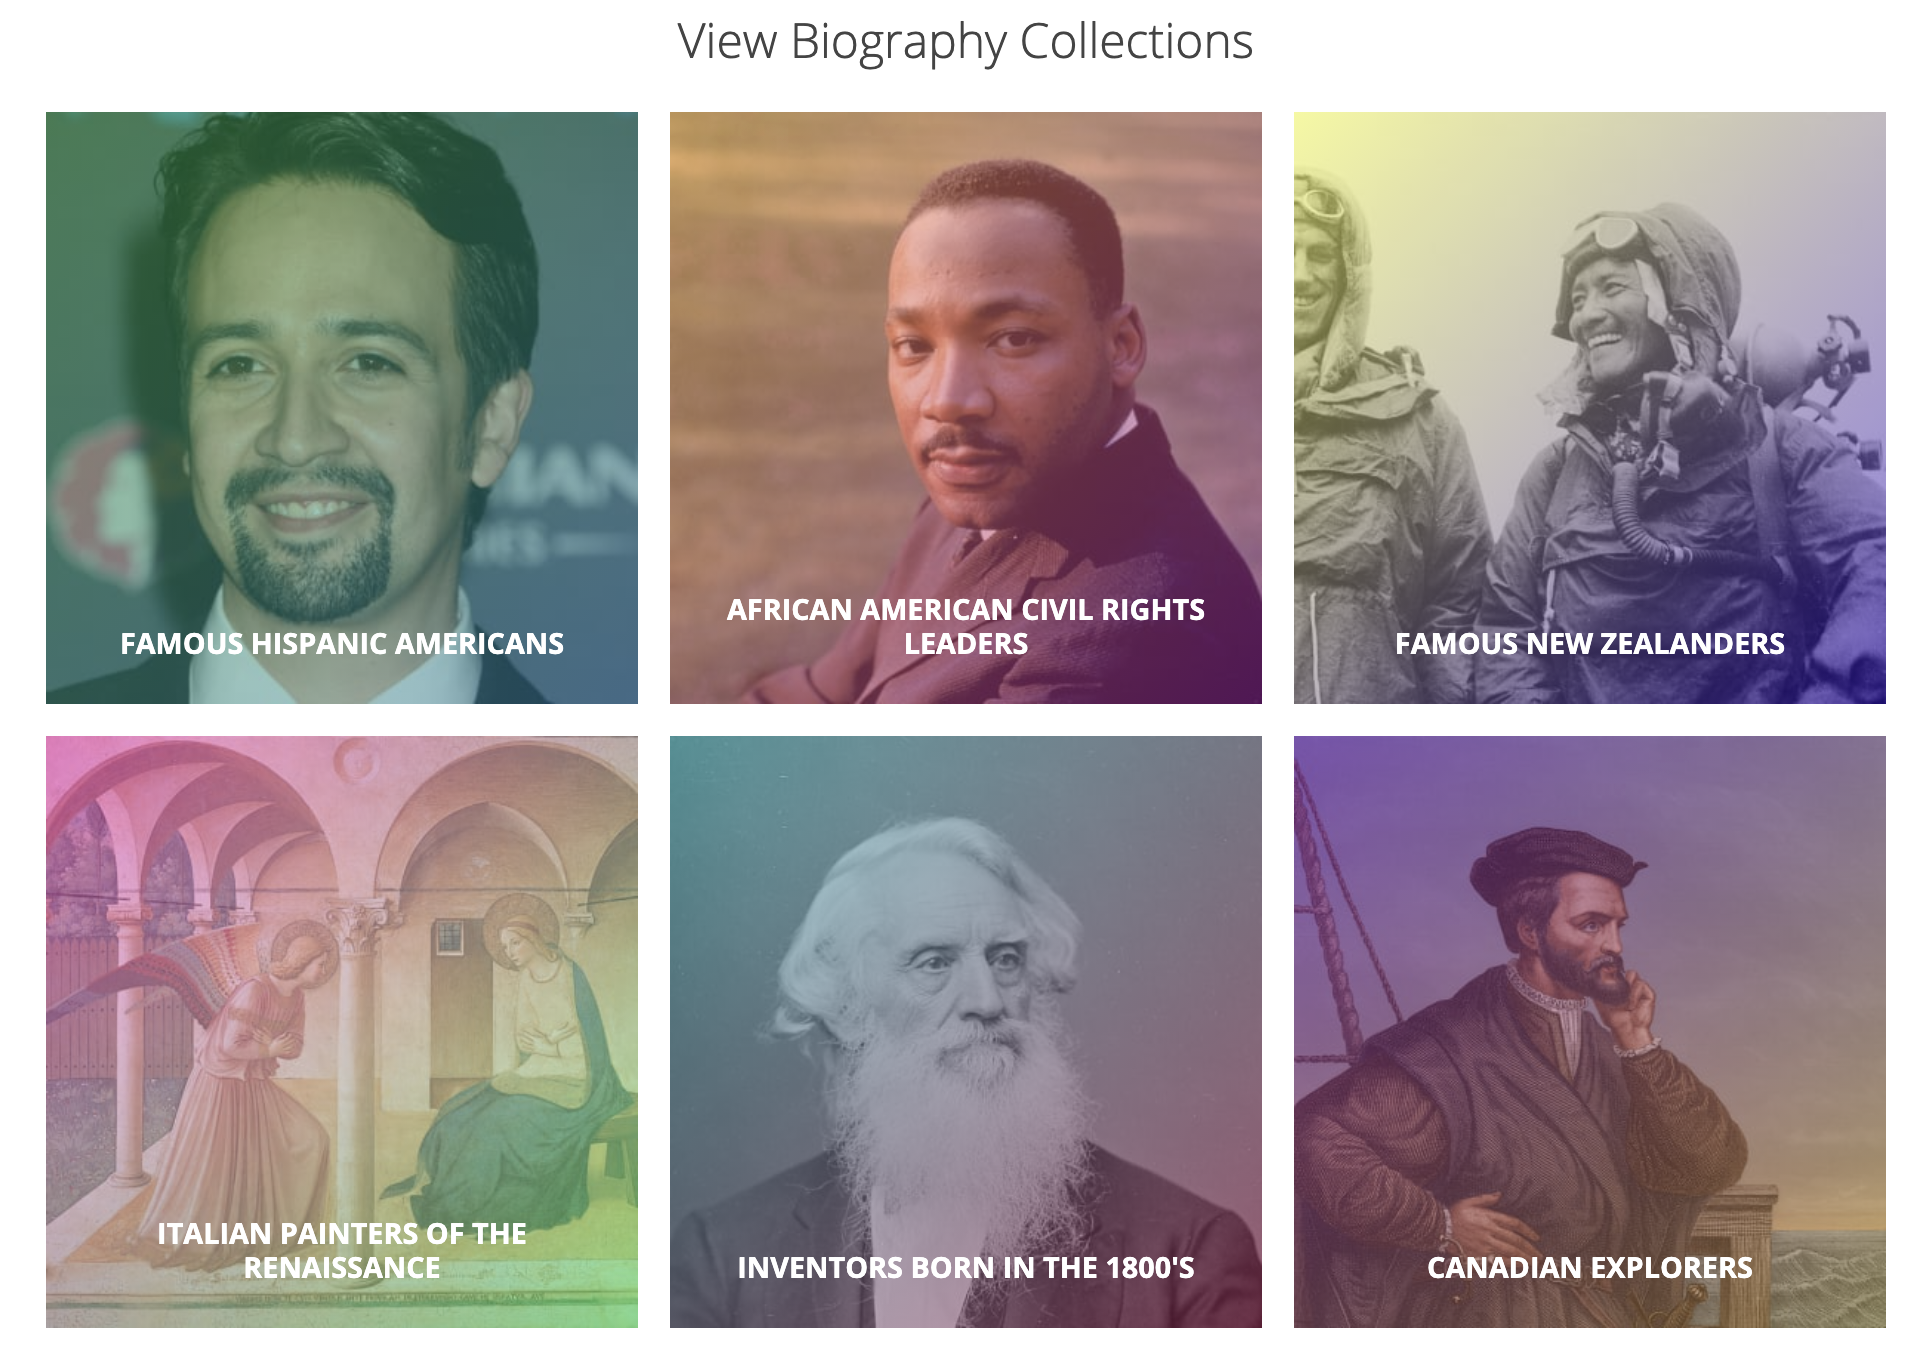 View Biography Collections
FAMOUS HISPANIC AMERICANS
AFRICAN AMERICAN CIVIL RIGHTS
LEADERS
FAMOUS NEW ZEALANDERS
ITALIAN PAINTERS OF THE
RENAISSANCE
INVENTORS BORN IN THE 1800'S
CANADIAN EXPLORERS